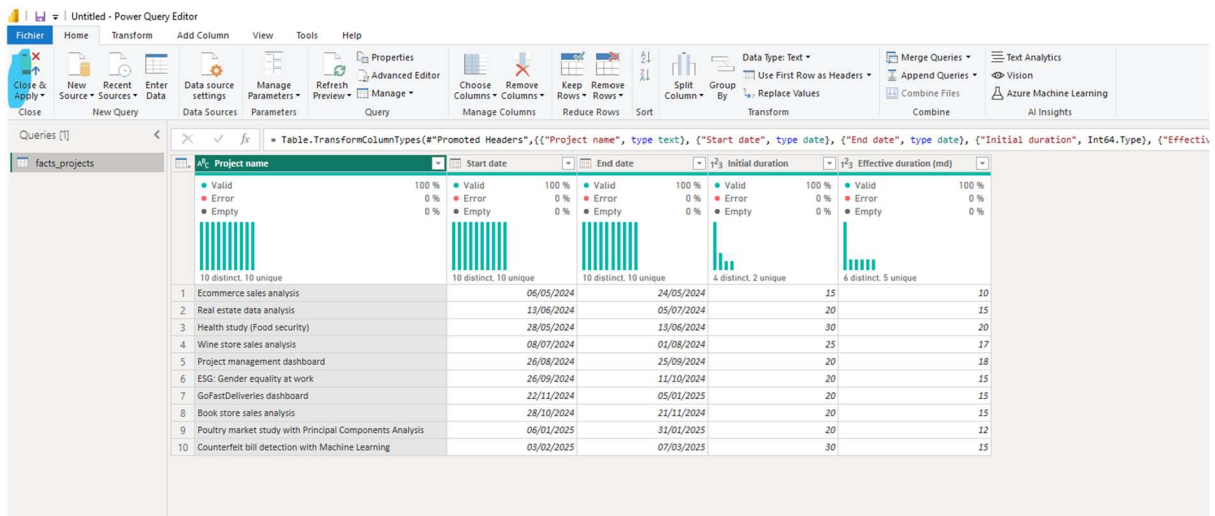 Untitled - Power Query Editor
Fichier Home Transform Add Column View Tools Help
Close & Apply
New Source
Recent Sources
Enter Data
Data source settings
Manage Parameters
Refresh Preview
Properties
Advanced Editor
Manage
Choose Columns
Remove Columns
Keep Rows
Remove Rows
Split Column
Group By
Data Type: Text
Use First Row as Headers
Replace Values
Merge Queries
Append Queries
Combine Files
Text Analytics
Vision
Azure Machine Learning
Close New Query Data Sources Parameters Query Manage Columns Reduce Rows Sort Transform Combine AI Insights
Queries [1]
fx = Table.TransformColumnTypes(#"Promoted Headers",{{"Project name", type text}, {"Start date", type date}, {"End date", type date}, {"Initial duration", Int64.Type}, {"Effectiv
facts_projects
ABC Project name Start date End date 123 Initial duration 123 Effective duration (md)
Valid 100 % Valid 100 % Valid 100 % Valid 100 % Valid 100 %
Error 0 % Error 0 % Error 0 % Error 0 % Error 0 %
Empty 0 % Empty 0 % Empty 0 % Empty 0 % Empty 0 %
10 distinct, 10 unique 10 distinct, 10 unique 10 distinct, 10 unique 4 distinct, 2 unique 6 distinct, 5 unique
1 Ecommerce sales analysis 06/05/2024 24/05/2024 15 10
2 Real estate data analysis 13/06/2024 05/07/2024 20 15
3 Health study (Food security) 28/05/2024 13/06/2024 30 20
4 Wine store sales analysis 08/07/2024 01/08/2024 25 17
5 Project management dashboard 26/08/2024 25/09/2024 20 18
6 ESG: Gender equality at work 26/09/2024 11/10/2024 20 15
7 GoFastDeliveries dashboard 22/11/2024 05/01/2025 20 15
8 Book store sales analysis 28/10/2024 21/11/2024 20 15
9 Poultry market study with Principal Components Analysis 06/01/2025 31/01/2025 20 12
10 Counterfeit bill detection with Machine Learning 03/02/2025 07/03/2025 30 15